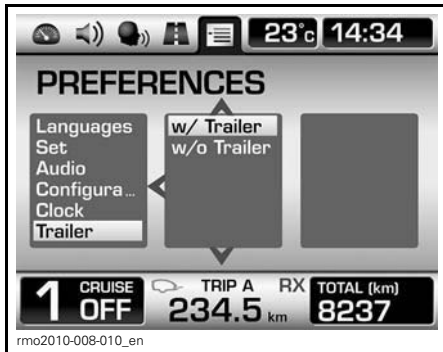 23°c 14:34
PREFERENCES
Languages
Set
Audio
Configura...
Clock
Trailer
w/ Trailer
w/o Trailer
1 CRUISE OFF
TRIP A RX
234.5 km
TOTAL (km)
8237
rmo2010-008-010_en